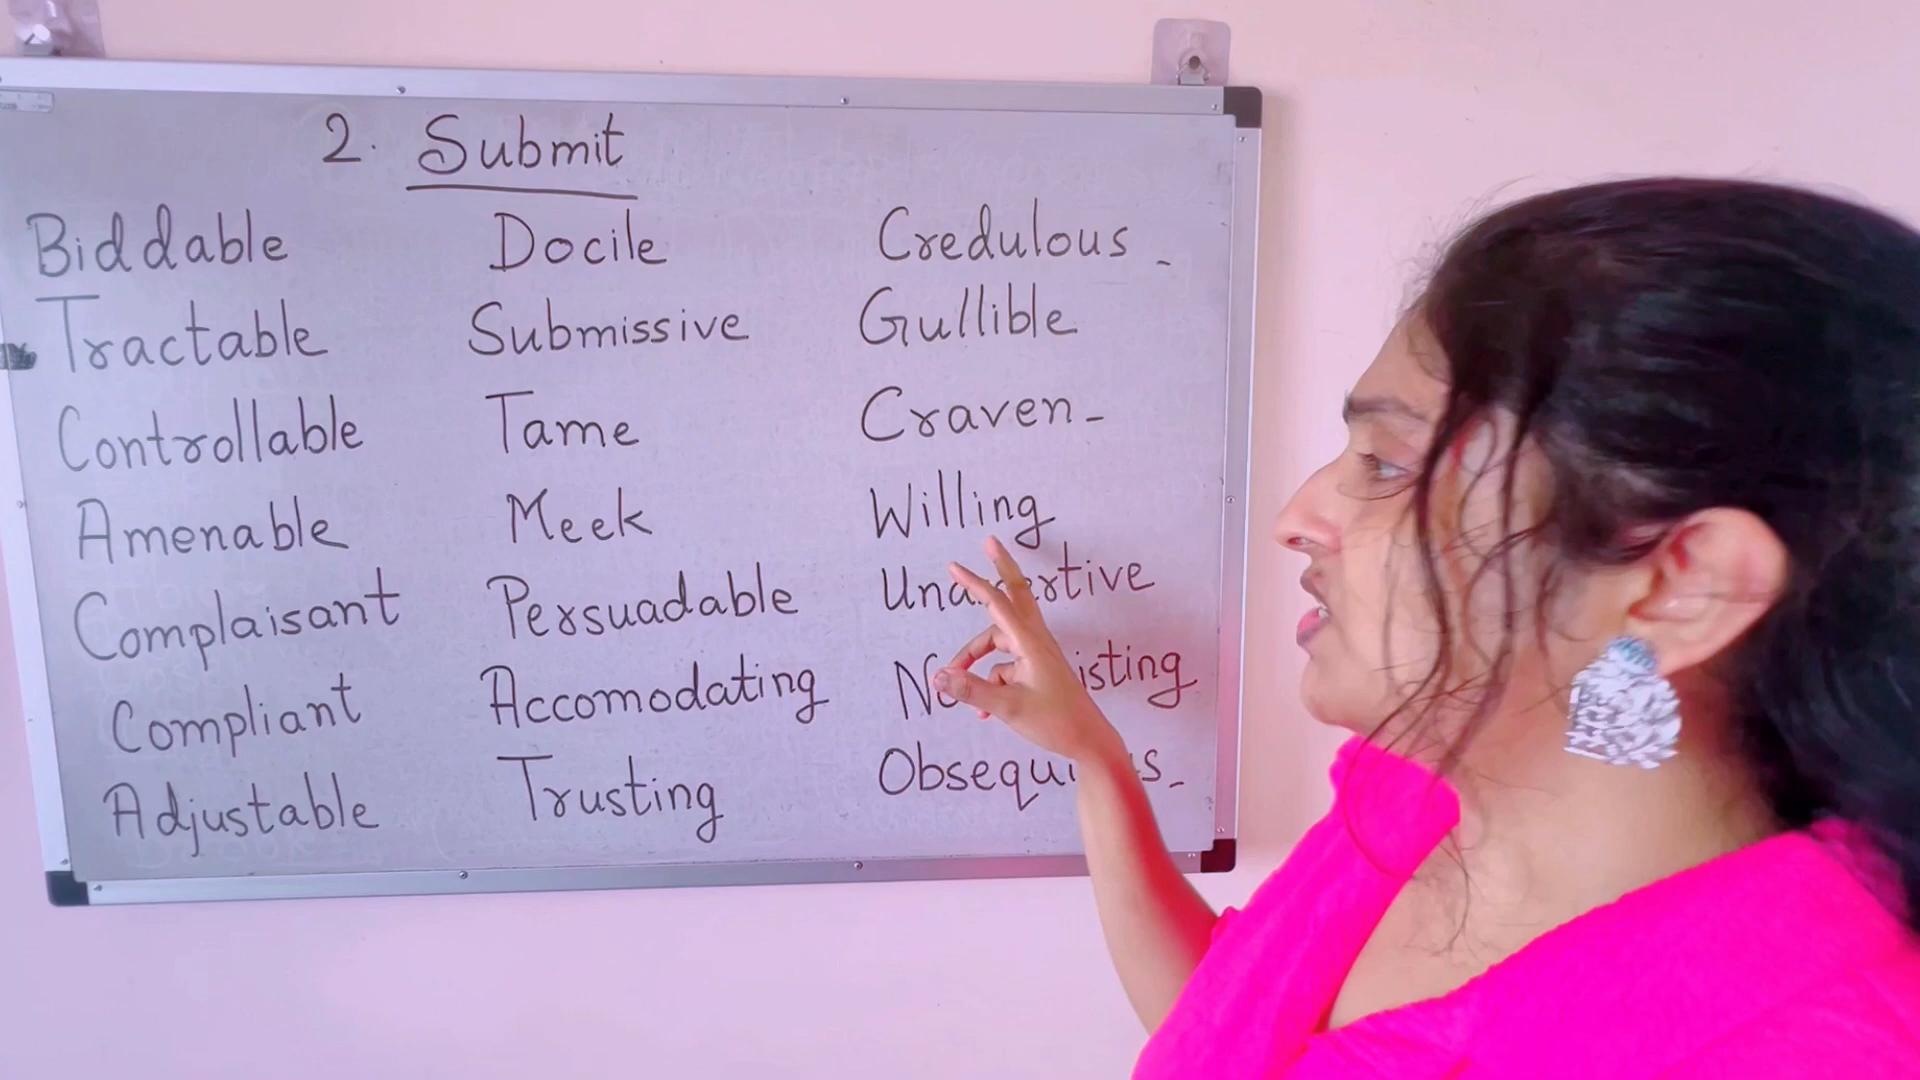 2. Submit
Biddable Docile Credulous -
Tractable Submissive Gullible
Controllable Tame Craven -
Amenable Meek Willing
Complaisant Persuadable
Compliant Accomodating
Adjustable Trusting